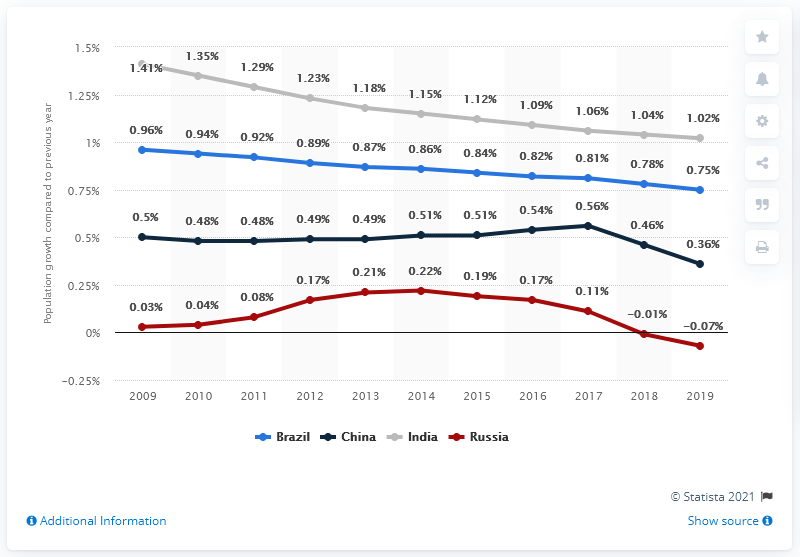 Population growth compared to previous year
1.5%
1.25%
1%
0.75%
0.5%
0.25%
0%
−0.25%
1.41% 1.35% 1.29% 1.23% 1.18% 1.15% 1.12% 1.09% 1.06% 1.04% 1.02%
0.96% 0.94% 0.92% 0.89% 0.87% 0.86% 0.84% 0.82% 0.81% 0.78% 0.75%
0.5% 0.48% 0.48% 0.49% 0.49% 0.51% 0.51% 0.54% 0.56% 0.46% 0.36%
0.03% 0.04% 0.08% 0.17% 0.21% 0.22% 0.19% 0.17% 0.11% −0.01% −0.07%
2009 2010 2011 2012 2013 2014 2015 2016 2017 2018 2019
Brazil China India Russia
© Statista 2021
Additional Information Show source